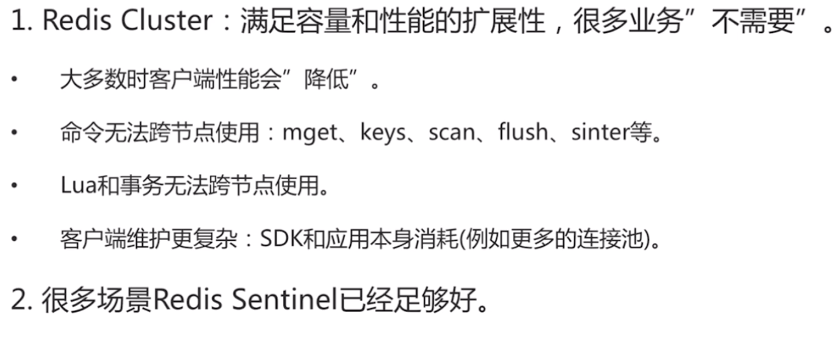 1. Redis Cluster：满足容量和性能的扩展性，很多业务”不需要”。
• 大多数时客户端性能会”降低”。
• 命令无法跨节点使用：mget、keys、scan、flush、sinter等。
• Lua和事务无法跨节点使用。
• 客户端维护更复杂：SDK和应用本身消耗(例如更多的连接池)。
2. 很多场景Redis Sentinel已经足够好。